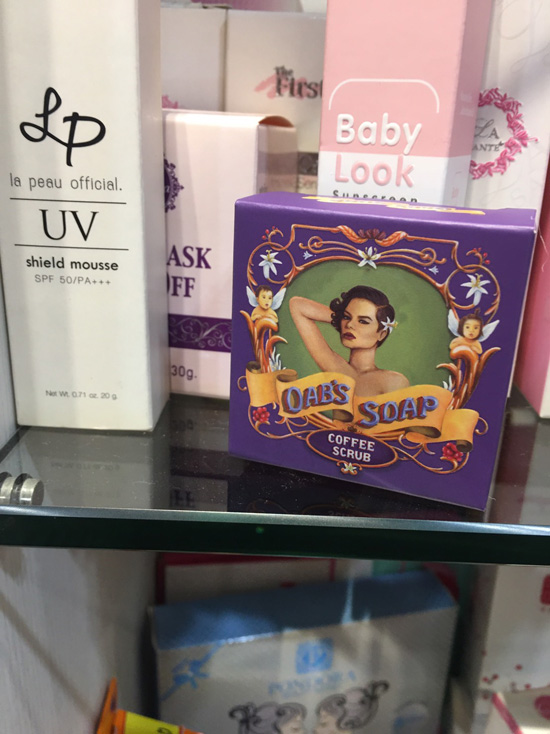 LP
la peau official.
UV
shield mousse
SPF 50/PA+++
Net Wt. 0.71 oz. 20 g.
The
First
Baby
Look
Sunscreen
LA
ASK
OFF
30g.
OAB'S SOAP
COFFEE
SCRUB